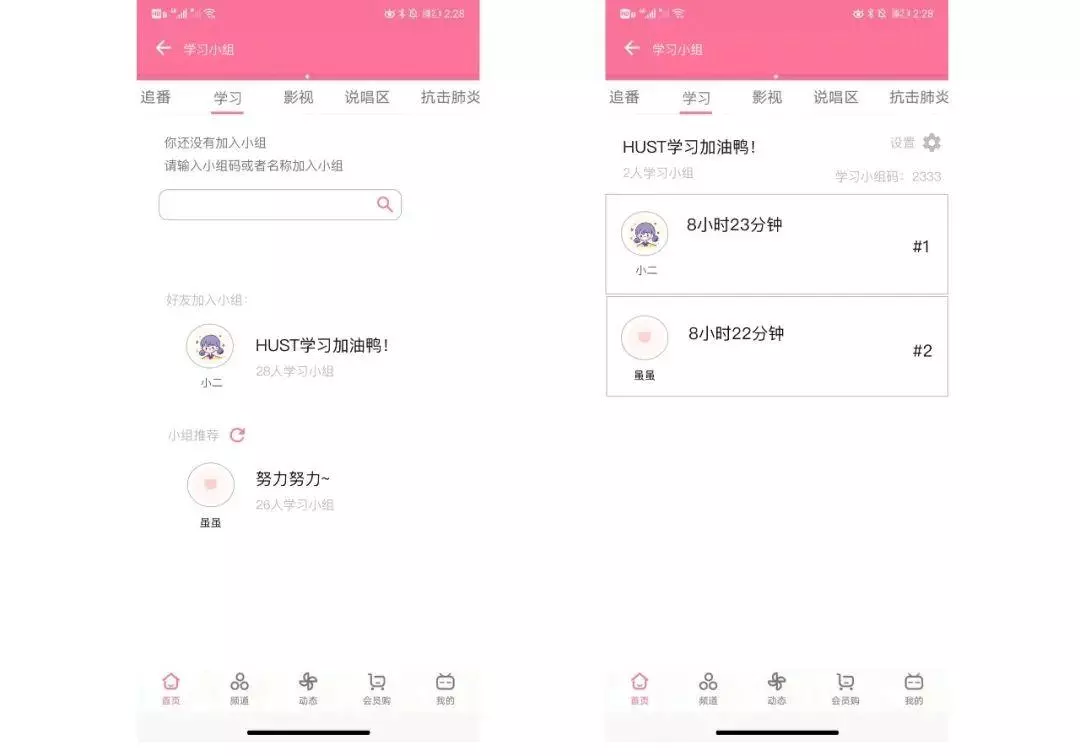 2:28
学习小组
追番 学习 影视 说唱区 抗击肺炎
你还没有加入小组
请输入小组码或者名称加入小组
好友加入小组：
HUST学习加油鸭！
28人学习小组
小二
小组推荐
努力努力~
26人学习小组
虽虽
首页 频道 动态 会员购 我的
2:28
学习小组
追番 学习 影视 说唱区 抗击肺炎
HUST学习加油鸭！
设置
2人学习小组
学习小组码：2333
8小时23分钟
#1
小二
8小时22分钟
#2
虽虽
首页 频道 动态 会员购 我的